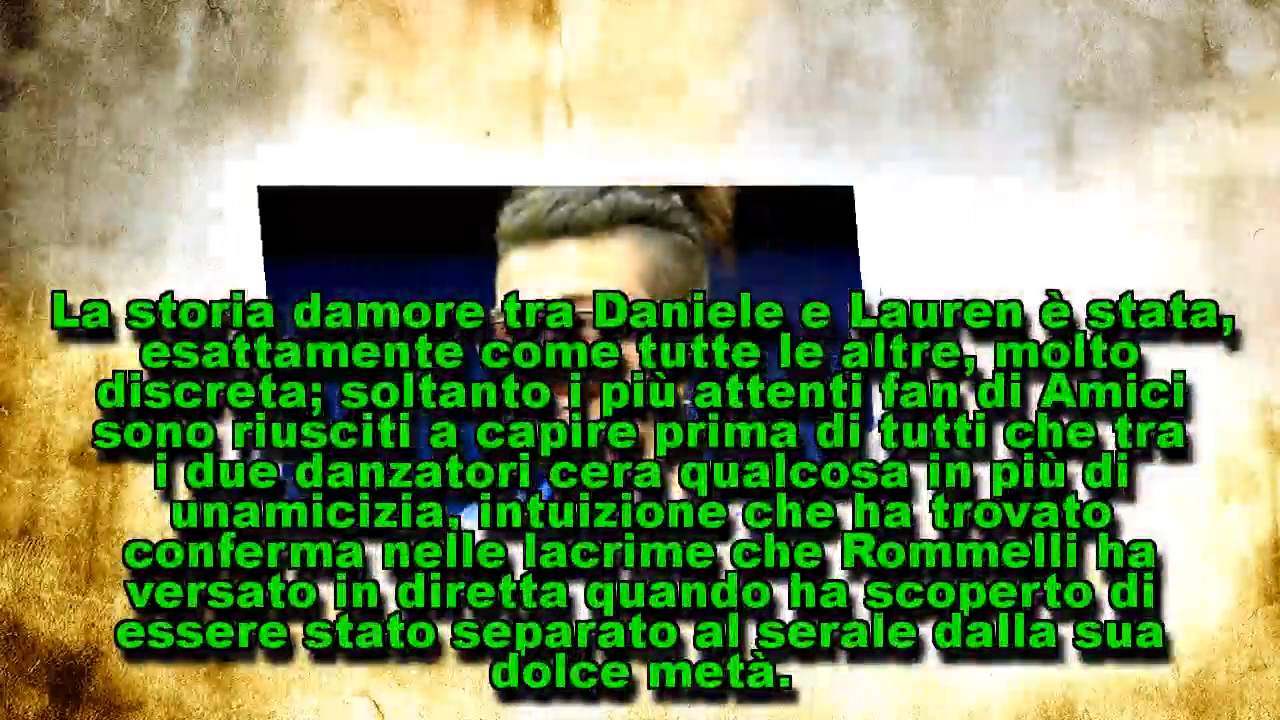 La storia damore tra Daniele e Lauren è stata,
esattamente come tutte le altre, molto
discreta; soltanto i più attenti fan di Amici
sono riusciti a capire prima di tutti che tra
i due danzatori cera qualcosa in più di
unamicizia, intuizione che ha trovato
conferma nelle lacrime che Rommelli ha
versato in diretta quando ha scoperto di
essere stato separato al serale dalla sua
dolce metà.